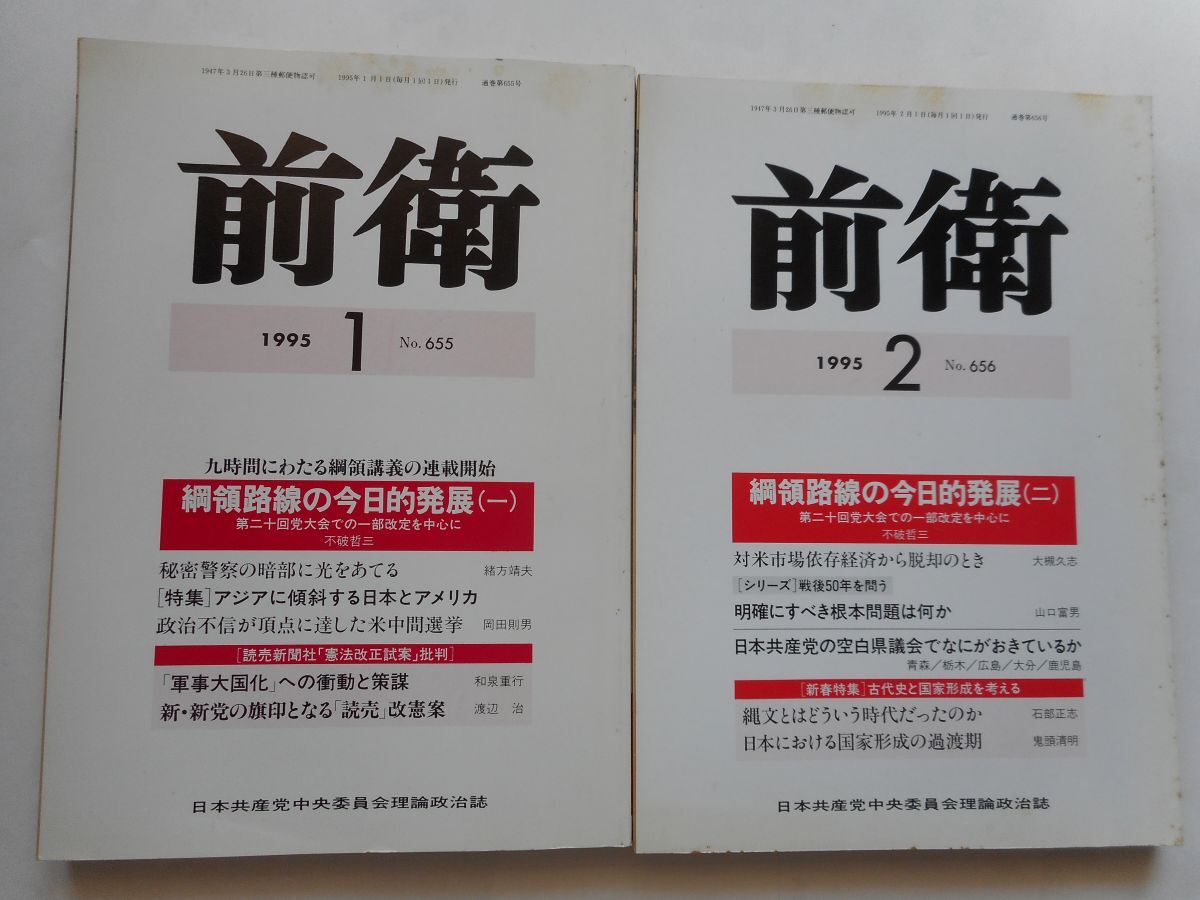 1947年3月26日第三種郵便物認可　1995年1月1日(毎月1回1日)発行　通巻第655号
前衛
1995 1 No. 655
九時間にわたる綱領講義の連載開始
綱領路線の今日的発展(一)
第二十回党大会での一部改定を中心に
不破哲三
秘密警察の暗部に光をあてる　緒方靖夫
[特集]アジアに傾斜する日本とアメリカ
政治不信が頂点に達した米中間選挙　岡田則男
[読売新聞社「憲法改正試案」批判]
「軍事大国化」への衝動と策謀　和泉重行
新・新党の旗印となる「読売」改憲案　渡辺　治
日本共産党中央委員会理論政治誌
1947年3月26日第三種郵便物認可　1995年2月1日(毎月1回1日)発行　通巻第656号
前衛
1995 2 No. 656
綱領路線の今日的発展(二)
第二十回党大会での一部改定を中心に
不破哲三
対米市場依存経済から脱却のとき　大槻久志
[シリーズ]戦後50年を問う
明確にすべき根本問題は何か　山口富男
日本共産党の空白県議会でなにがおきているか
青森／栃木／広島／大分／鹿児島
[新春特集]古代史と国家形成を考える
縄文とはどういう時代だったのか　石部正志
日本における国家形成の過渡期　鬼頭清明
日本共産党中央委員会理論政治誌